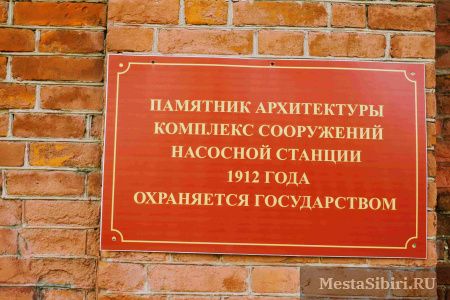 ПАМЯТНИК АРХИТЕКТУРЫ
КОМПЛЕКС СООРУЖЕНИЙ
НАСОСНОЙ СТАНЦИИ
1912 ГОДА
ОХРАНЯЕТСЯ ГОСУДАРСТВОМ
MestaSibiri.RU